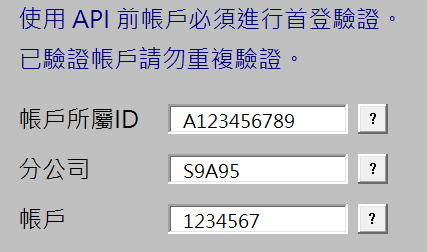 使用 API 前帳戶必須進行首登驗證。
已驗證帳戶請勿重複驗證。
帳戶所屬ID A123456789 ?
分公司 S9A95 ?
帳戶 1234567 ?